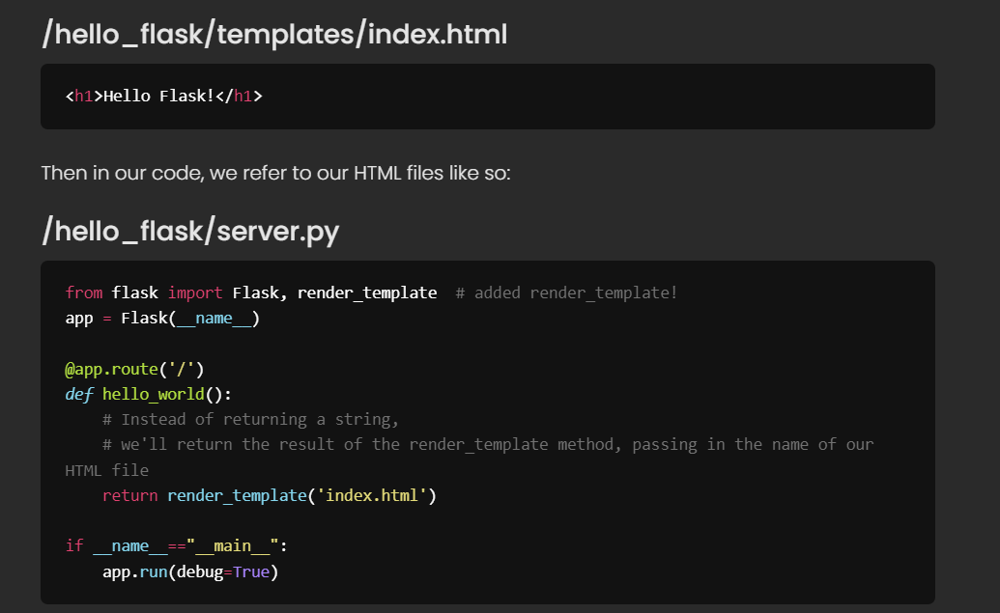 /hello_flask/templates/index.html
<h1>Hello Flask!</h1>
Then in our code, we refer to our HTML files like so:
/hello_flask/server.py
from flask import Flask, render_template  # added render_template!
app = Flask(__name__)
@app.route('/')
def hello_world():
    # Instead of returning a string,
    # we'll return the result of the render_template method, passing in the name of our
HTML file
    return render_template('index.html')
if __name__=="__main__":
    app.run(debug=True)